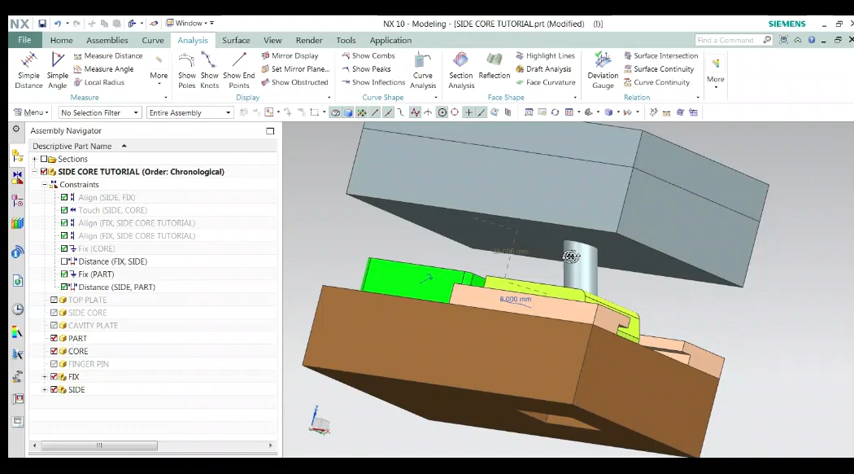 NX
Window
NX 10 - Modeling - [SIDE CORE TUTORIAL.prt (Modified) (I)]
SIEMENS
File Home Assemblies Curve Analysis Surface View Render Tools Application
Find a Command
Simple Distance
Simple Angle
Measure Distance
Measure Angle
Local Radius
More
Measure
Show Poles
Show Knots
Show End Points
Mirror Display
Set Mirror Plane...
Show Obstructed
Display
Show Combs
Show Peaks
Show Inflections
Curve Analysis
Curve Shape
Section Analysis
Reflection
Highlight Lines
Draft Analysis
Face Curvature
Face Shape
Deviation Gauge
Surface Intersection
Surface Continuity
Curve Continuity
Relation
More
Menu
No Selection Filter
Entire Assembly
Assembly Navigator
Descriptive Part Name
Sections
SIDE CORE TUTORIAL (Order: Chronological)
Constraints
Align (SIDE, FIX)
Touch (SIDE, CORE)
Align (FIX, SIDE CORE TUTORIAL)
Align (FIX, SIDE CORE TUTORIAL)
Fix (CORE)
Distance (FIX, SIDE)
Fix (PART)
Distance (SIDE, PART)
TOP PLATE
SIDE CORE
CAVITY PLATE
PART
CORE
FINGER PIN
FIX
SIDE
8.000 mm